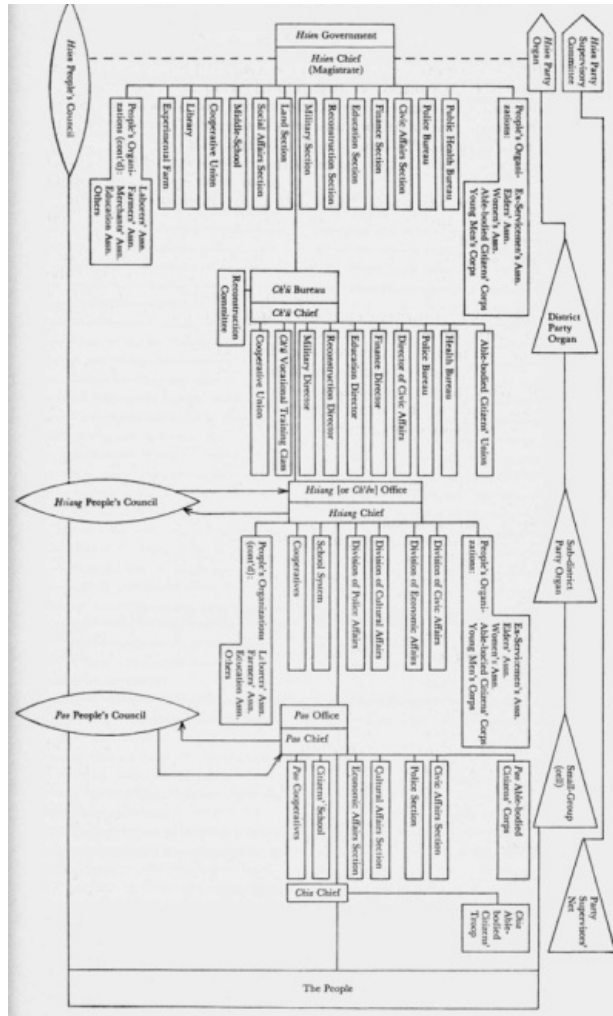 Hsien People's Council
Hsien Government
Hsien Chief
(Magistrate)
Hsien Party
Organ
Hsien Party
Supervisory
Committee
People's Organi-
zations (cont'd):
Laborers' Assn.
Farmers' Assn.
Merchants' Assn.
Education Assn.
Others
Experimental Farm
Library
Cooperative Union
Middle-School
Social Affairs Section
Land Section
Military Section
Reconstruction Section
Education Section
Finance Section
Civic Affairs Section
Police Bureau
Public Health Bureau
People's Organi-
zations:
Ex-Servicemen's Assn.
Elders' Assn.
Women's Assn.
Able-bodied Citizens' Corps
Young Men's Corps
District
Party Organ
Reconstruction
Committee
Ch'ü Bureau
Ch'ü Chief
Cooperative Union
Ch'ü Vocational Training Class
Military Director
Reconstruction Director
Education Director
Finance Director
Director of Civic Affairs
Police Bureau
Health Bureau
Able-bodied Citizens' Union
Hsiang People's Council
Hsiang [or Ch'ên] Office
Hsiang Chief
Sub-district
Party Organ
People's Organizations
(cont'd):
Laborers' Assn.
Farmers' Assn.
Education Assn.
Others
Cooperatives
School System
Division of Police Affairs
Division of Cultural Affairs
Division of Economic Affairs
Division of Civic Affairs
People's Organi-
zations:
Ex-Servicemen's Assn.
Elders' Assn.
Women's Assn.
Able-bodied Citizens' Corps
Young Men's Corps
Pao People's Council
Pao Office
Pao Chief
Small-Group
(cell)
Pao Cooperatives
Citizens' School
Economic Affairs Section
Cultural Affairs Section
Police Section
Civic Affairs Section
Pao Able-bodied
Citizens' Corps
Chia Chief
Chia
Able-
bodied
Citizens'
Troop
Party
Supervisors'
Net
The People